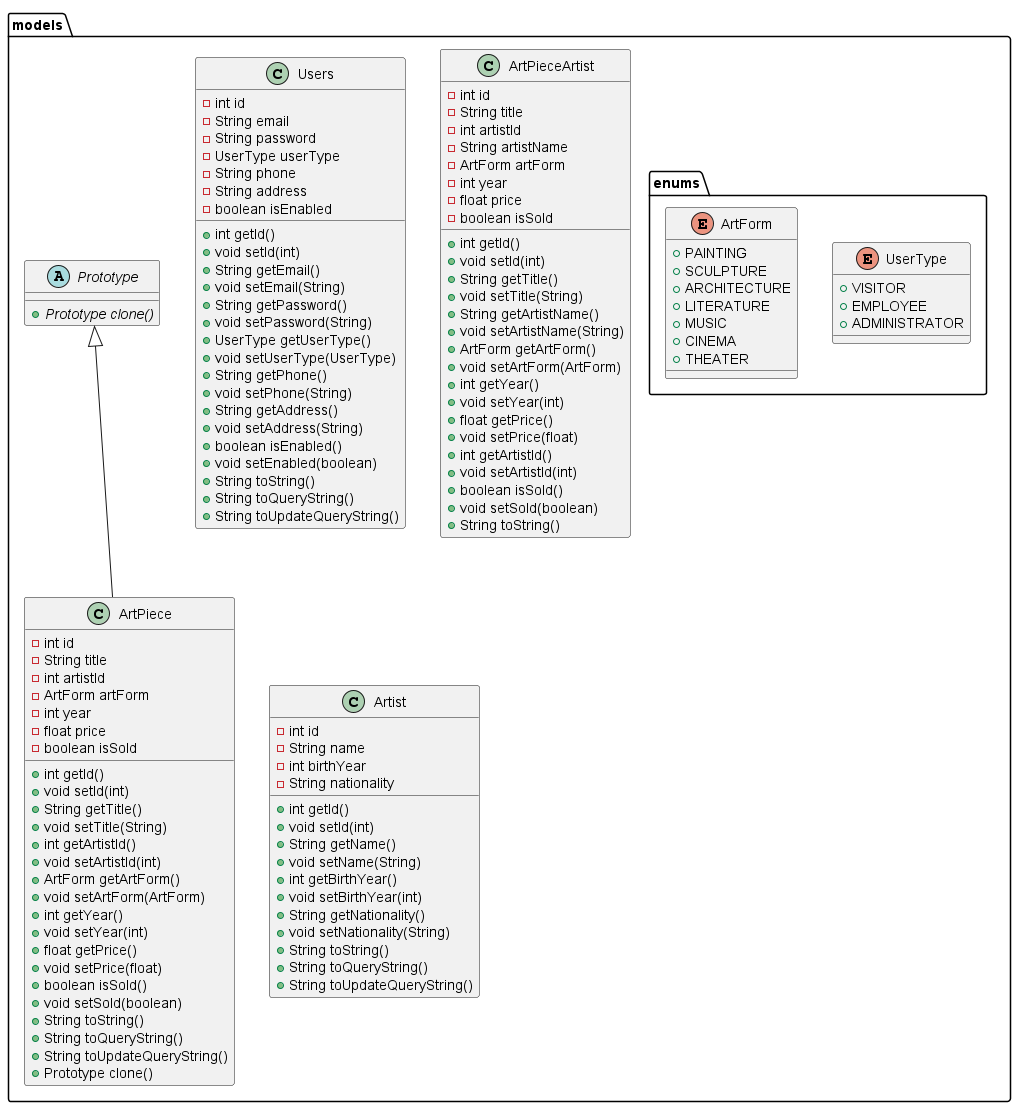 models
Users
int id
String email
String password
UserType userType
String phone
String address
boolean isEnabled
int getId()
void setId(int)
String getEmail()
void setEmail(String)
String getPassword()
void setPassword(String)
UserType getUserType()
void setUserType(UserType)
String getPhone()
void setPhone(String)
String getAddress()
void setAddress(String)
boolean isEnabled()
void setEnabled(boolean)
String toString()
String toQueryString()
String toUpdateQueryString()
ArtPieceArtist
int id
String title
int artistId
String artistName
ArtForm artForm
int year
float price
boolean isSold
int getId()
void setId(int)
String getTitle()
void setTitle(String)
String getArtistName()
void setArtistName(String)
ArtForm getArtForm()
void setArtForm(ArtForm)
int getYear()
void setYear(int)
float getPrice()
void setPrice(float)
int getArtistId()
void setArtistId(int)
boolean isSold()
void setSold(boolean)
String toString()
enums
ArtForm
PAINTING
SCULPTURE
ARCHITECTURE
LITERATURE
MUSIC
CINEMA
THEATER
UserType
VISITOR
EMPLOYEE
ADMINISTRATOR
Prototype
Prototype clone()
ArtPiece
int id
String title
int artistId
ArtForm artForm
int year
float price
boolean isSold
int getId()
void setId(int)
String getTitle()
void setTitle(String)
int getArtistId()
void setArtistId(int)
ArtForm getArtForm()
void setArtForm(ArtForm)
int getYear()
void setYear(int)
float getPrice()
void setPrice(float)
boolean isSold()
void setSold(boolean)
String toString()
String toQueryString()
String toUpdateQueryString()
Prototype clone()
Artist
int id
String name
int birthYear
String nationality
int getId()
void setId(int)
String getName()
void setName(String)
int getBirthYear()
void setBirthYear(int)
String getNationality()
void setNationality(String)
String toString()
String toQueryString()
String toUpdateQueryString()